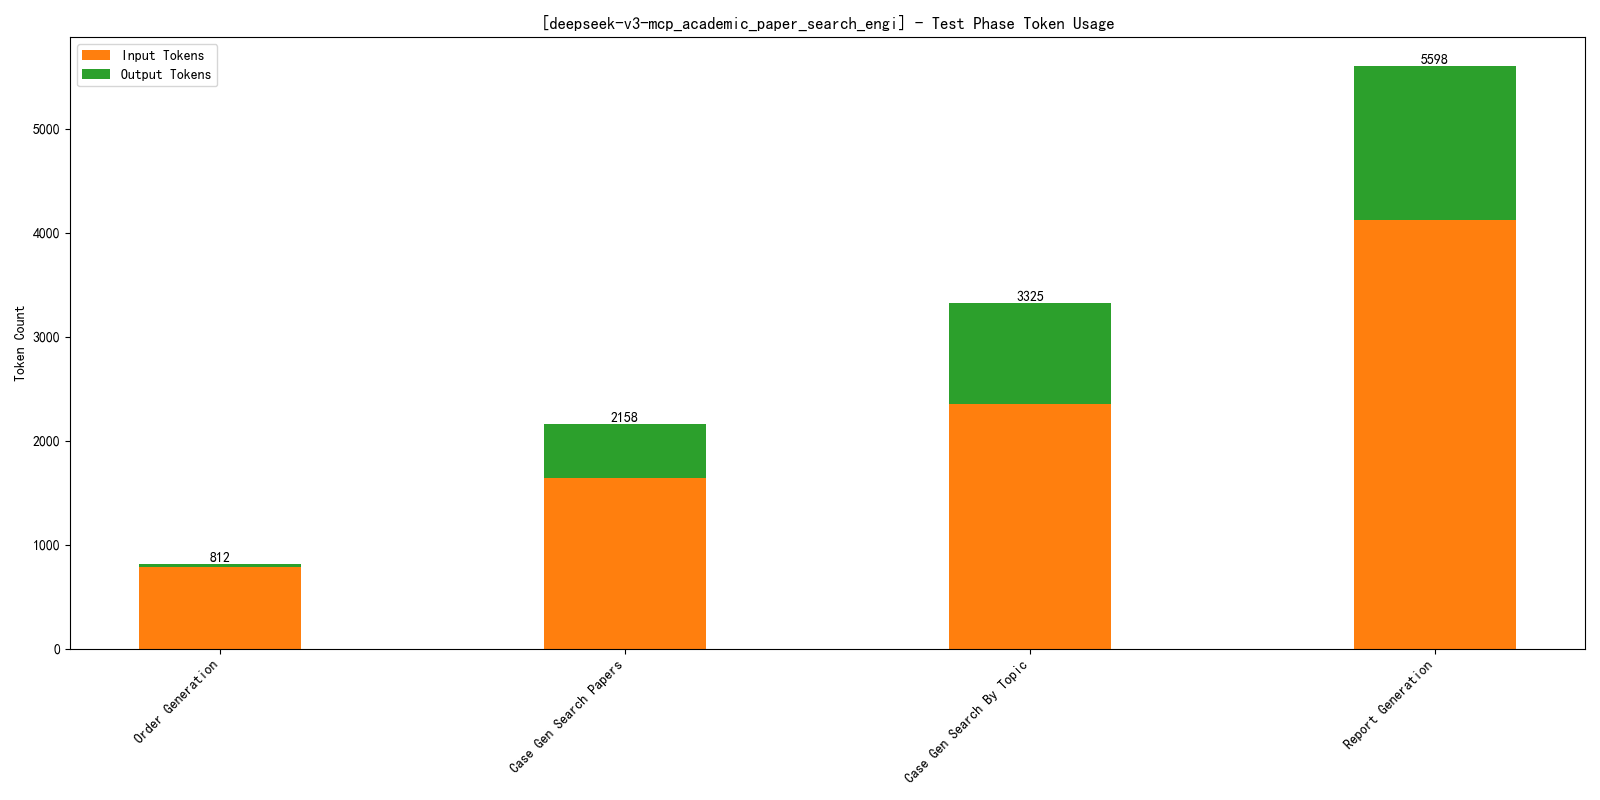 [deepseek-v3-mcp_academic_paper_search_engi] - Test Phase Token Usage
Input Tokens
Output Tokens
Token Count
5000
4000
3000
2000
1000
0
812
2158
3325
5598
Order Generation
Case Gen Search Papers
Case Gen Search By Topic
Report Generation